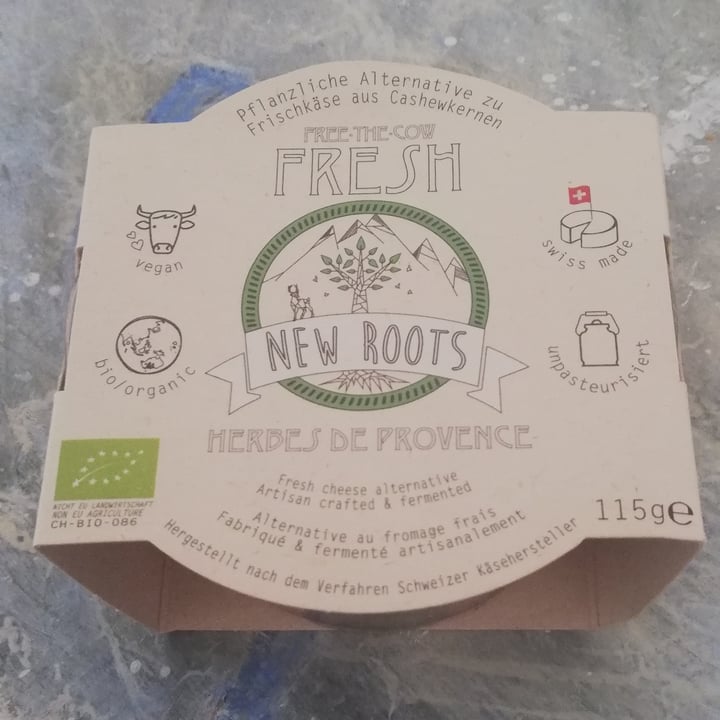 Pflanzliche Alternative zu
Frischkäse aus Cashewkernen
FREE-THE-COW
FRESH
vegan
swiss made
NEW ROOTS
bio/organic
unpasteurisiert
HERBES DE PROVENCE
NICHT EU LANDWIRTSCHAFT
NON EU AGRICULTURE
CH-BIO-086
Fresh cheese alternative
Artisan crafted & fermented
115g℮
Alternative au fromage frais
Fabriqué & fermenté artisanalement
Hergestellt nach dem Verfahren Schweizer Käsehersteller